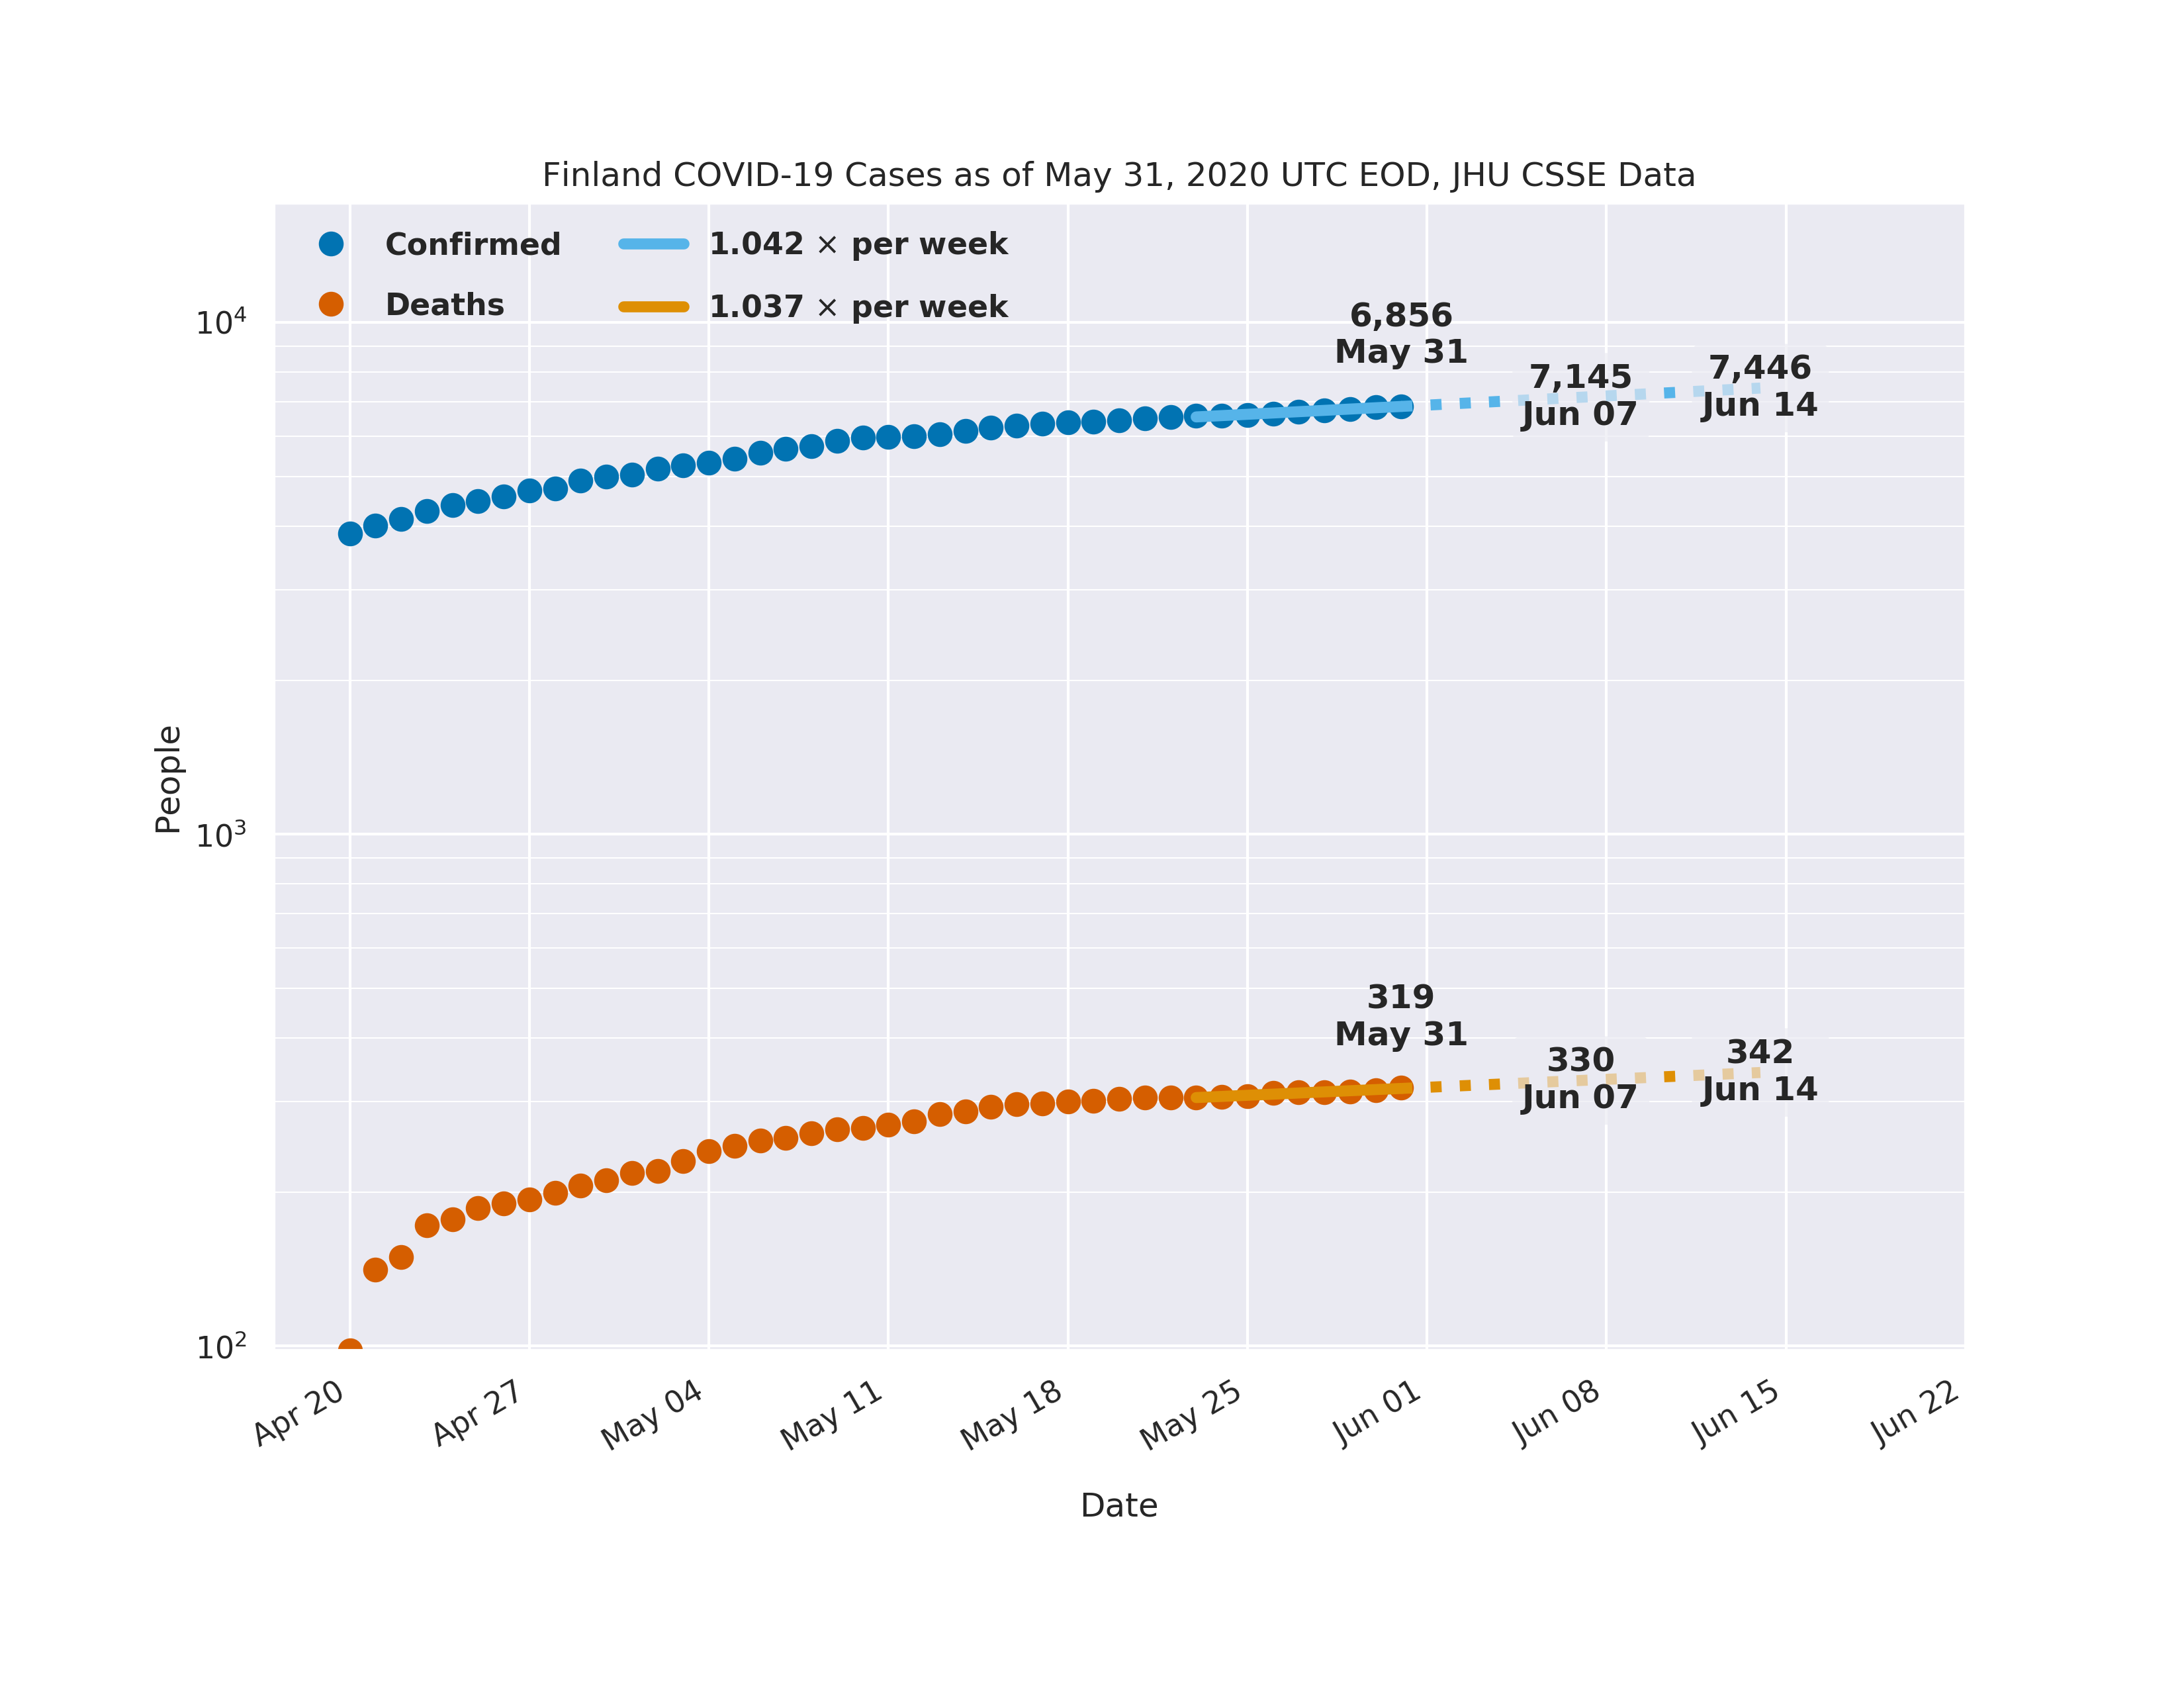 Finland COVID-19 Cases as of May 31, 2020 UTC EOD, JHU CSSE Data
Confirmed
Deaths
1.042 × per week
1.037 × per week
6,856
May 31
7,145
Jun 07
7,446
Jun 14
319
May 31
330
Jun 07
342
Jun 14
People
10⁴
10³
10²
Apr 20
Apr 27
May 04
May 11
May 18
May 25
Jun 01
Jun 08
Jun 15
Jun 22
Date